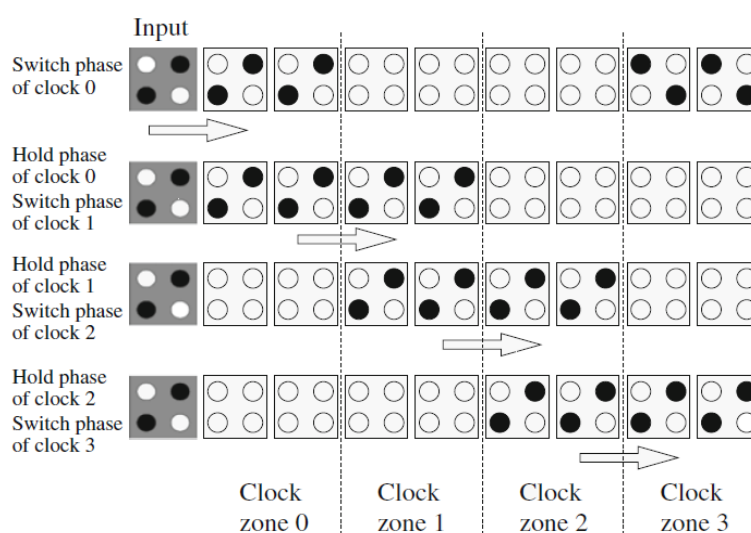 Input
Switch phase
of clock 0
Hold phase
of clock 0
Switch phase
of clock 1
Hold phase
of clock 1
Switch phase
of clock 2
Hold phase
of clock 2
Switch phase
of clock 3
Clock
zone 0
Clock
zone 1
Clock
zone 2
Clock
zone 3